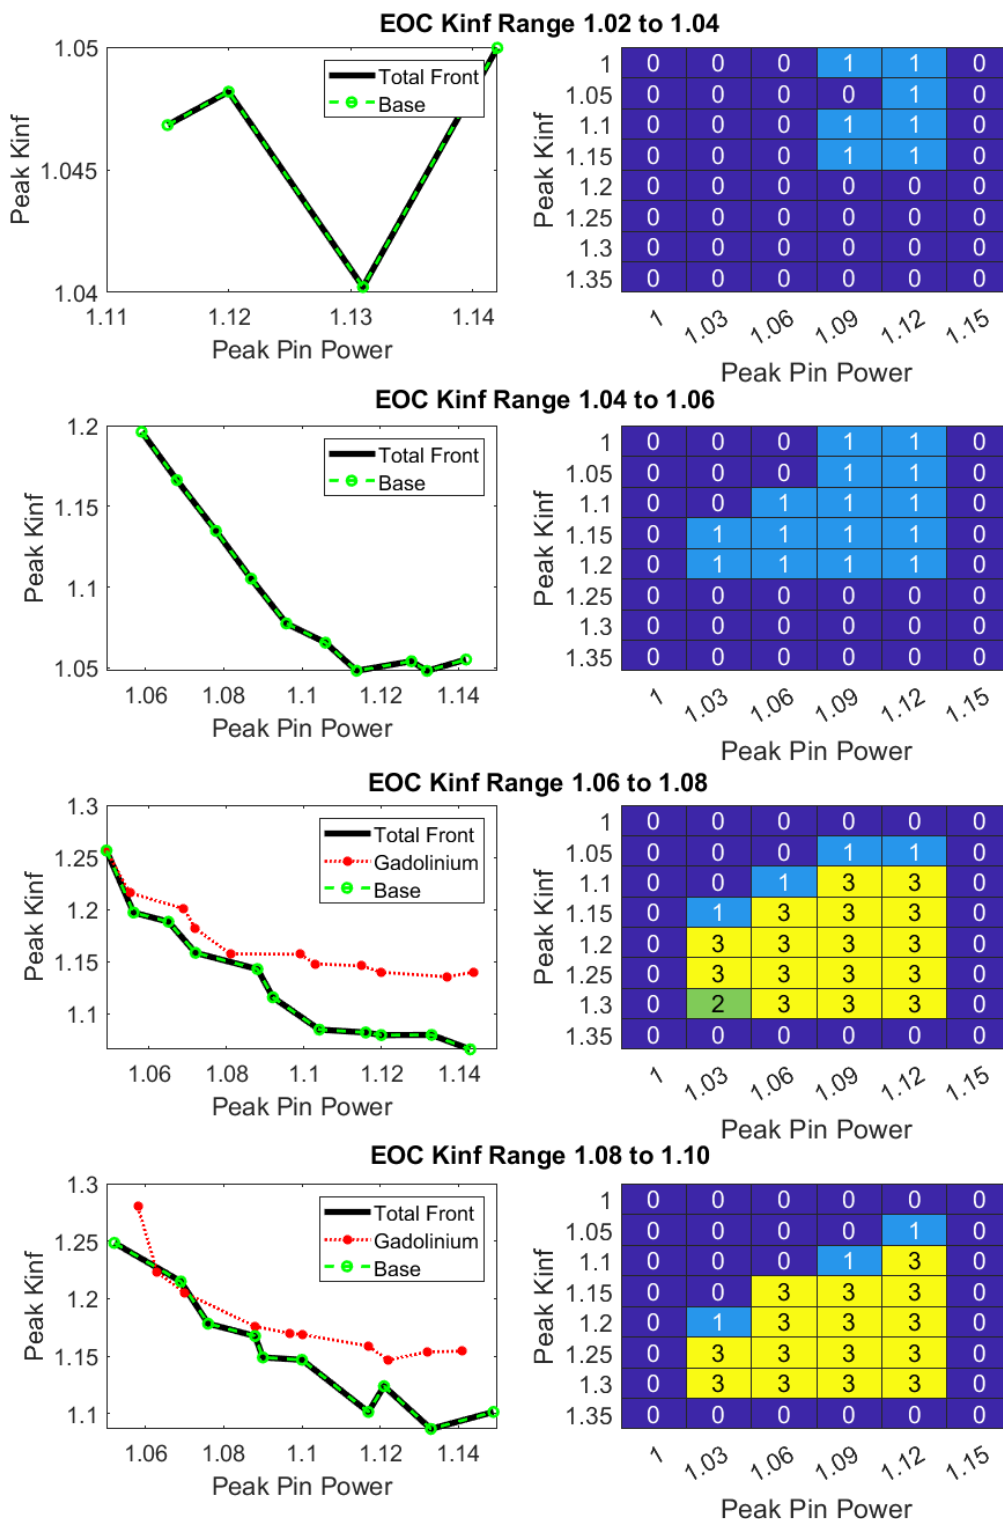 EOC Kinf Range 1.02 to 1.04
1.05
1.045
1.04
Peak Kinf
1.11 1.12 1.13 1.14
Peak Pin Power
Total Front
Base
1 0 0 0 1 1 0
1.05 0 0 0 0 1 0
1.1 0 0 0 1 1 0
1.15 0 0 0 1 1 0
1.2 0 0 0 0 0 0
1.25 0 0 0 0 0 0
1.3 0 0 0 0 0 0
1.35 0 0 0 0 0 0
Peak Kinf
1 1.03 1.06 1.09 1.12 1.15
Peak Pin Power
EOC Kinf Range 1.04 to 1.06
1.2
1.15
1.1
1.05
Peak Kinf
1.06 1.08 1.1 1.12 1.14
Peak Pin Power
Total Front
Base
1 0 0 0 1 1 0
1.05 0 0 0 1 1 0
1.1 0 0 1 1 1 0
1.15 0 1 1 1 1 0
1.2 0 1 1 1 1 0
1.25 0 0 0 0 0 0
1.3 0 0 0 0 0 0
1.35 0 0 0 0 0 0
Peak Kinf
1 1.03 1.06 1.09 1.12 1.15
Peak Pin Power
EOC Kinf Range 1.06 to 1.08
1.3
1.25
1.2
1.15
1.1
Peak Kinf
1.06 1.08 1.1 1.12 1.14
Peak Pin Power
Total Front
Gadolinium
Base
1 0 0 0 0 0 0
1.05 0 0 0 1 1 0
1.1 0 0 1 3 3 0
1.15 0 1 3 3 3 0
1.2 0 3 3 3 3 0
1.25 0 3 3 3 3 0
1.3 0 2 3 3 3 0
1.35 0 0 0 0 0 0
Peak Kinf
1 1.03 1.06 1.09 1.12 1.15
Peak Pin Power
EOC Kinf Range 1.08 to 1.10
1.3
1.25
1.2
1.15
1.1
Peak Kinf
1.06 1.08 1.1 1.12 1.14
Peak Pin Power
Total Front
Gadolinium
Base
1 0 0 0 0 0 0
1.05 0 0 0 0 1 0
1.1 0 0 0 1 3 0
1.15 0 0 3 3 3 0
1.2 0 1 3 3 3 0
1.25 0 3 3 3 3 0
1.3 0 3 3 3 3 0
1.35 0 0 0 0 0 0
Peak Kinf
1 1.03 1.06 1.09 1.12 1.15
Peak Pin Power